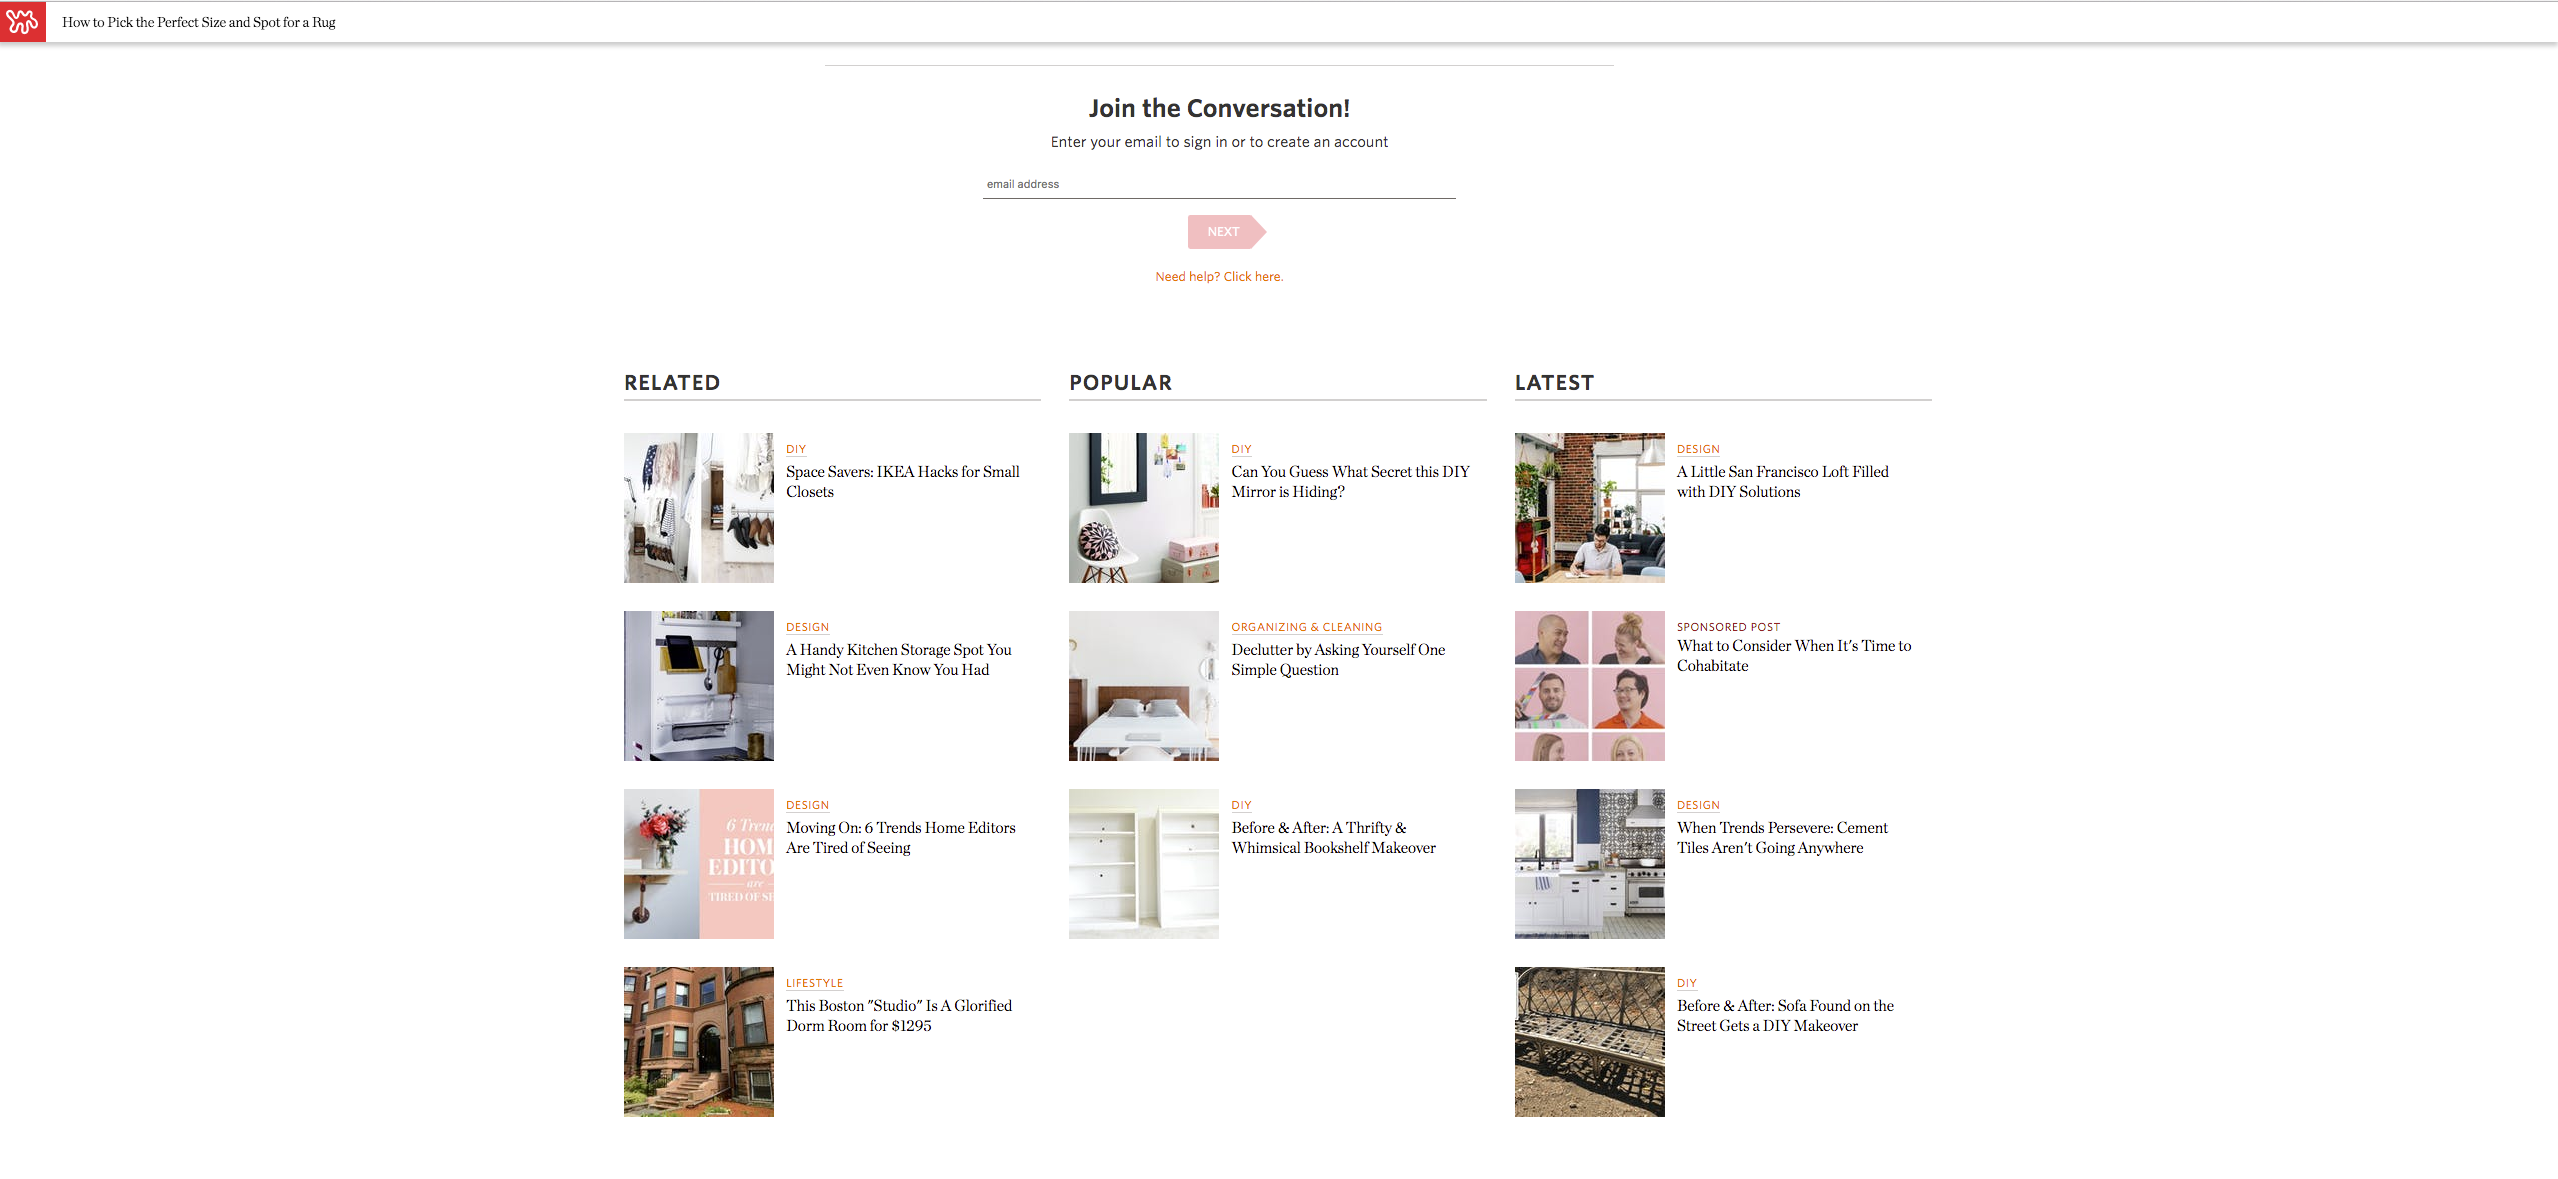 How to Pick the Perfect Size and Spot for a Rug
Join the Conversation!
Enter your email to sign in or to create an account
email address
NEXT
Need help? Click here.
RELATED
DIY
Space Savers: IKEA Hacks for Small
Closets
DESIGN
A Handy Kitchen Storage Spot You
Might Not Even Know You Had
6 Tren
HOM
EDITO
are
TIRED OF SE
DESIGN
Moving On: 6 Trends Home Editors
Are Tired of Seeing
LIFESTYLE
This Boston "Studio" Is A Glorified
Dorm Room for $1295
POPULAR
DIY
Can You Guess What Secret this DIY
Mirror is Hiding?
ORGANIZING & CLEANING
Declutter by Asking Yourself One
Simple Question
DIY
Before & After: A Thrifty &
Whimsical Bookshelf Makeover
LATEST
DESIGN
A Little San Francisco Loft Filled
with DIY Solutions
SPONSORED POST
What to Consider When It's Time to
Cohabitate
DESIGN
When Trends Persevere: Cement
Tiles Aren't Going Anywhere
DIY
Before & After: Sofa Found on the
Street Gets a DIY Makeover